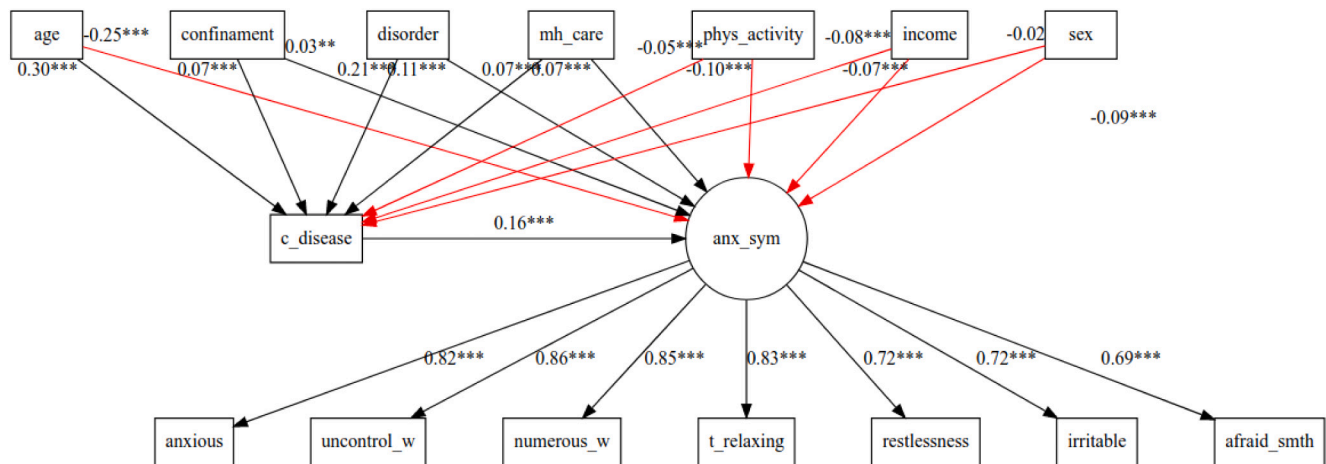 age
-0.25***
confinament
0.03**
disorder
mh_care
-0.05***
phys_activity
-0.08***
income
-0.02
sex
0.30***
0.07***
0.21***
0.11***
0.07***
0.07***
-0.10***
-0.07***
-0.09***
c_disease
0.16***
anx_sym
0.82***
0.86***
0.85***
0.83***
0.72***
0.72***
0.69***
anxious
uncontrol_w
numerous_w
t_relaxing
restlessness
irritable
afraid_smth